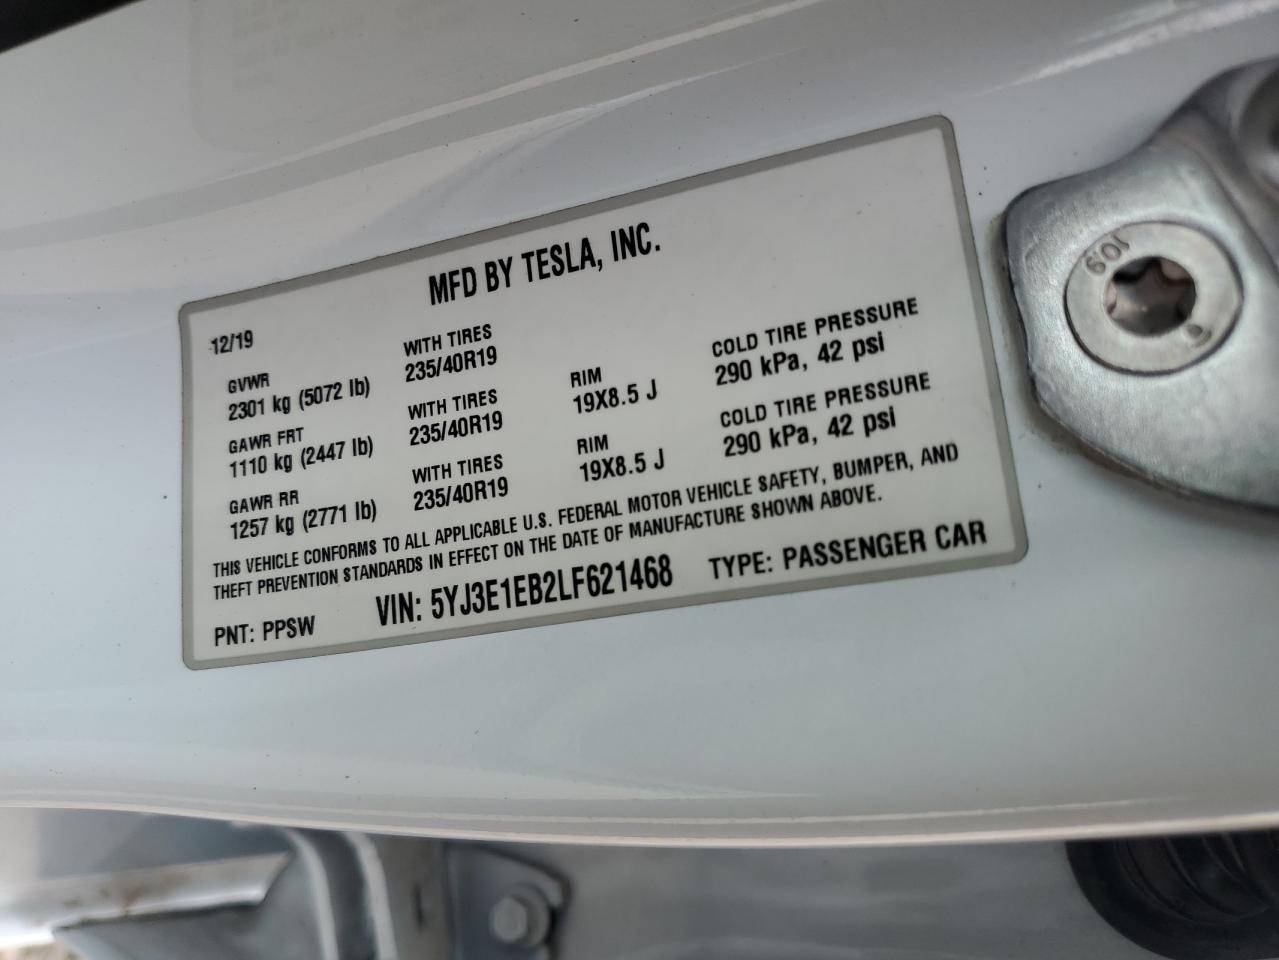 MFD BY TESLA, INC.
12/19
GVWR
2301 kg (5072 lb)
WITH TIRES
235/40R19
RIM
19X8.5 J
COLD TIRE PRESSURE
290 kPa, 42 psi
GAWR FRT
1110 kg (2447 lb)
WITH TIRES
235/40R19
RIM
19X8.5 J
COLD TIRE PRESSURE
290 kPa, 42 psi
GAWR RR
1257 kg (2771 lb)
WITH TIRES
235/40R19
THIS VEHICLE CONFORMS TO ALL APPLICABLE U.S. FEDERAL MOTOR VEHICLE SAFETY, BUMPER, AND
THEFT PREVENTION STANDARDS IN EFFECT ON THE DATE OF MANUFACTURE SHOWN ABOVE.
PNT: PPSW
VIN: 5YJ3E1EB2LF621468
TYPE: PASSENGER CAR